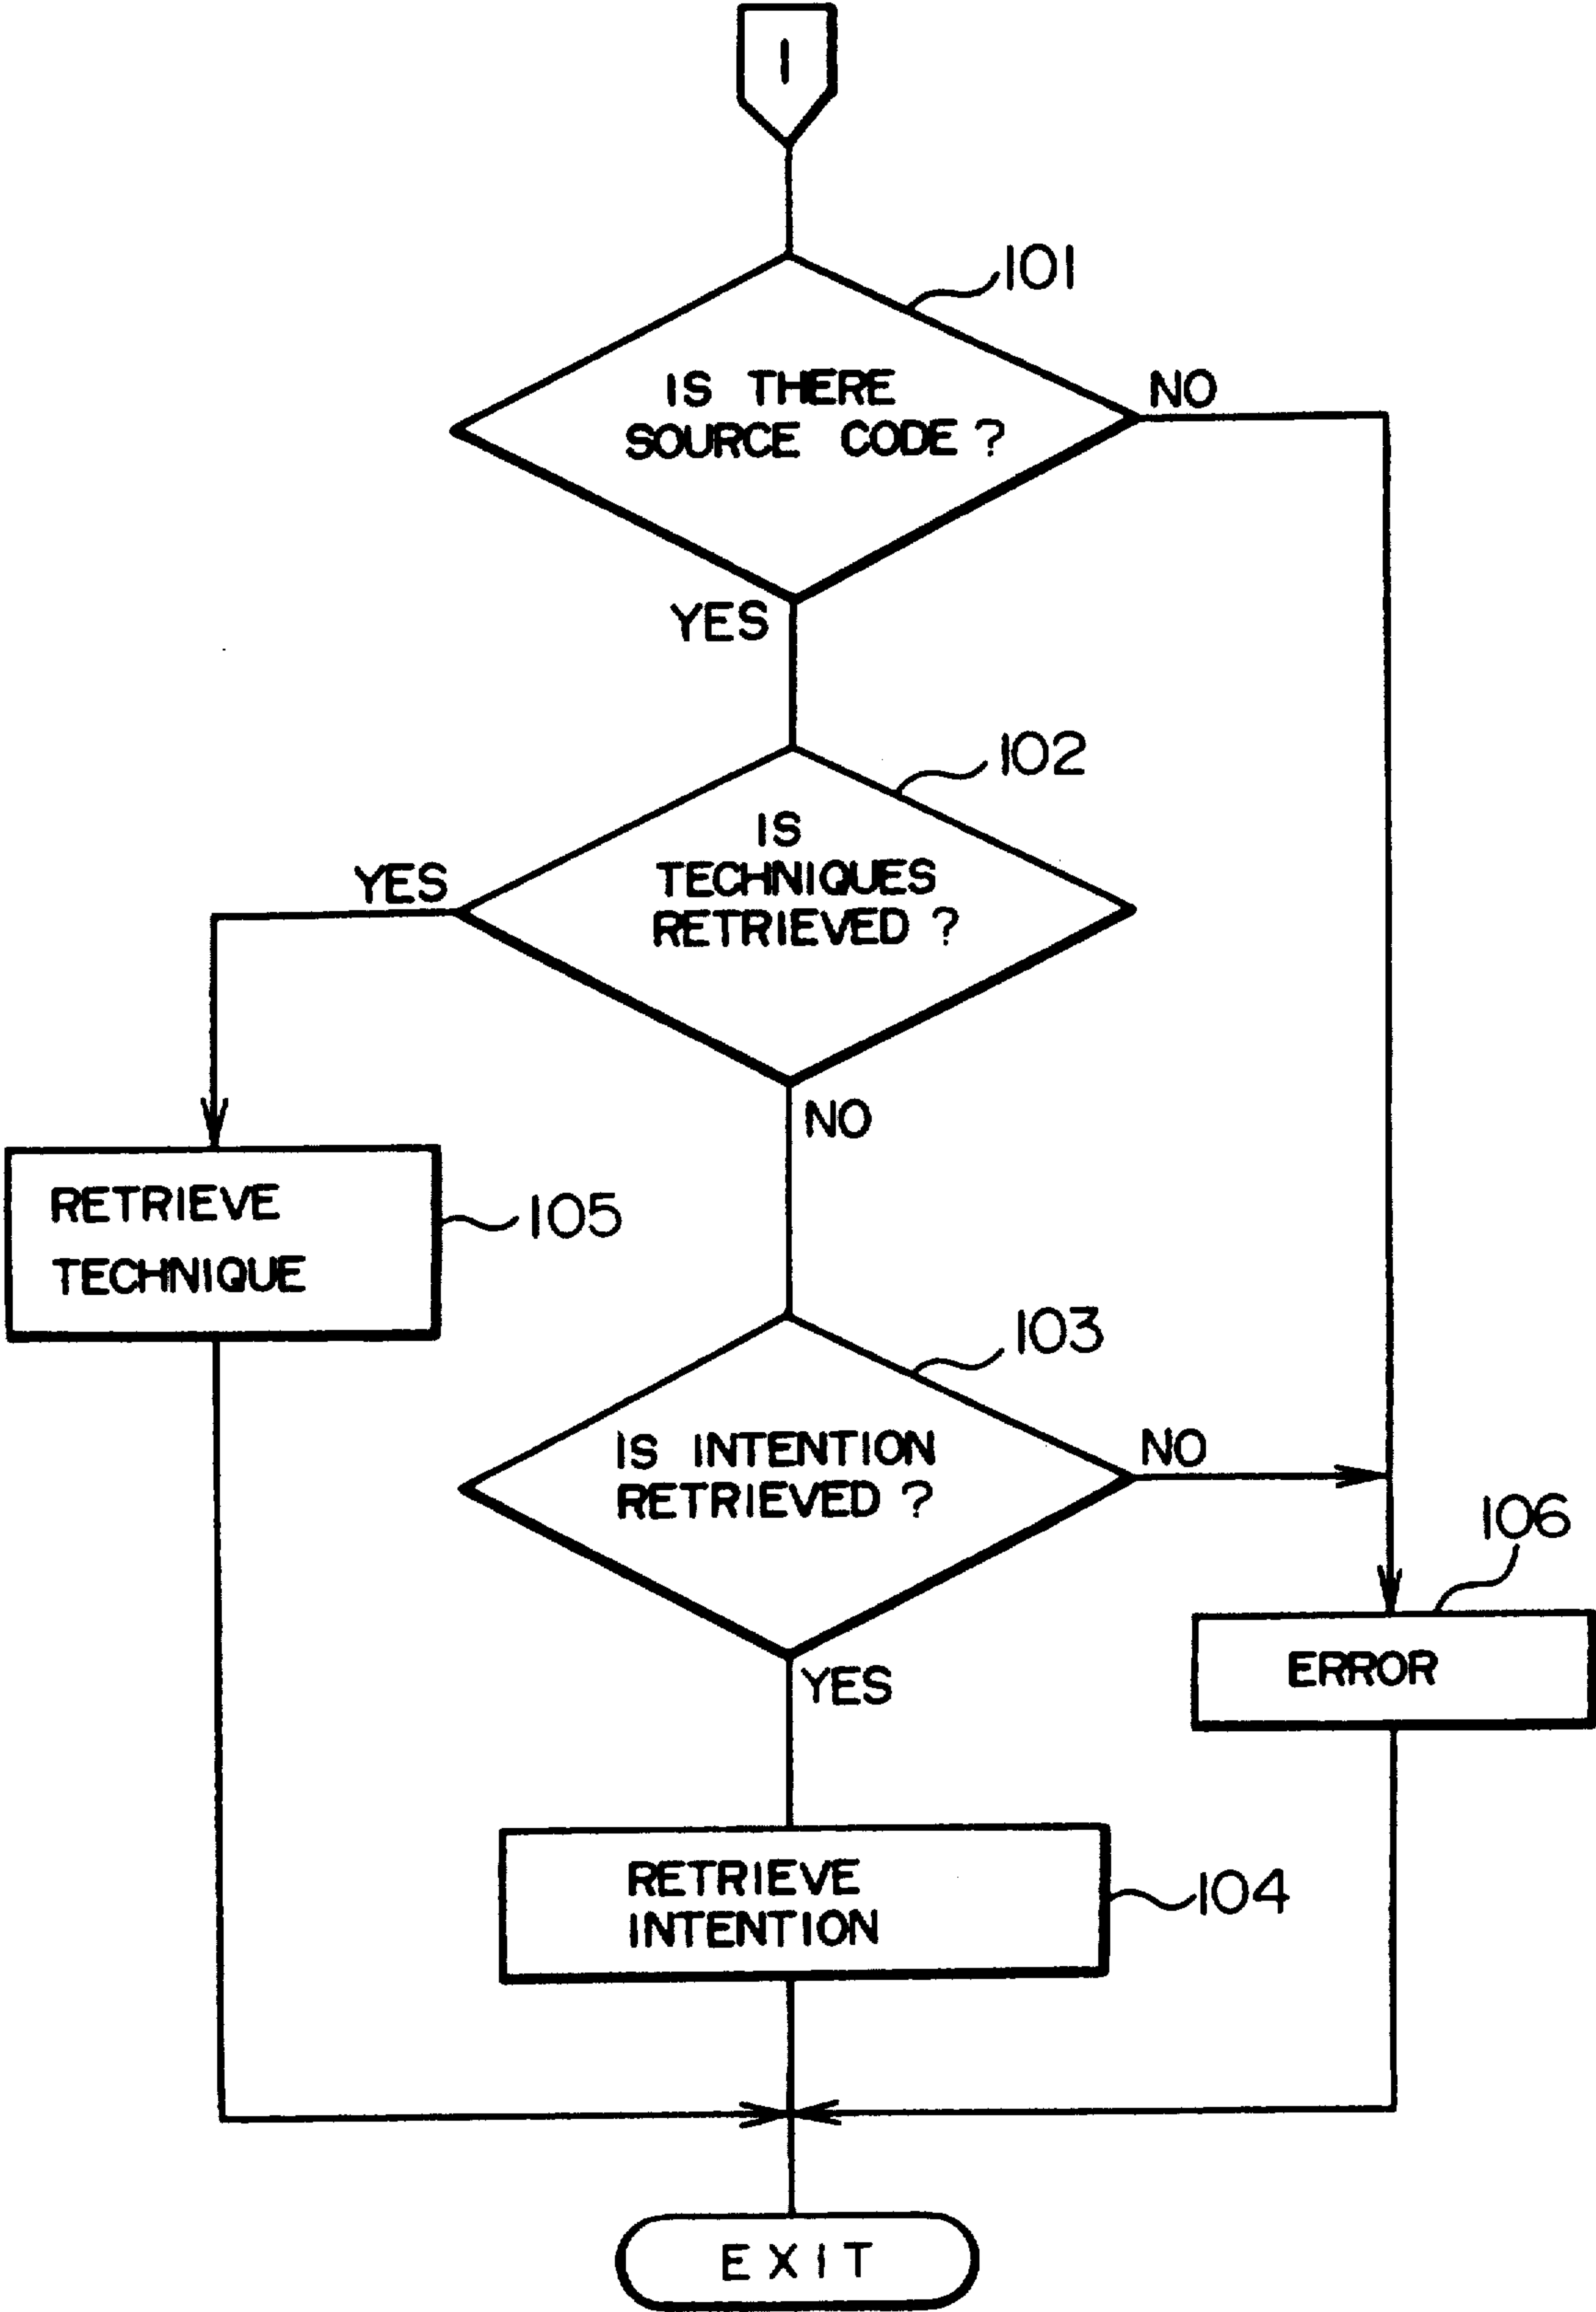 1
101
IS THERE
SOURCE CODE ?
NO
YES
102
IS
TECHNIQUES
RETRIEVED ?
YES
NO
RETRIEVE
TECHNIQUE
105
103
IS INTENTION
RETRIEVED ?
NO
106
ERROR
YES
RETRIEVE
INTENTION
104
EXIT